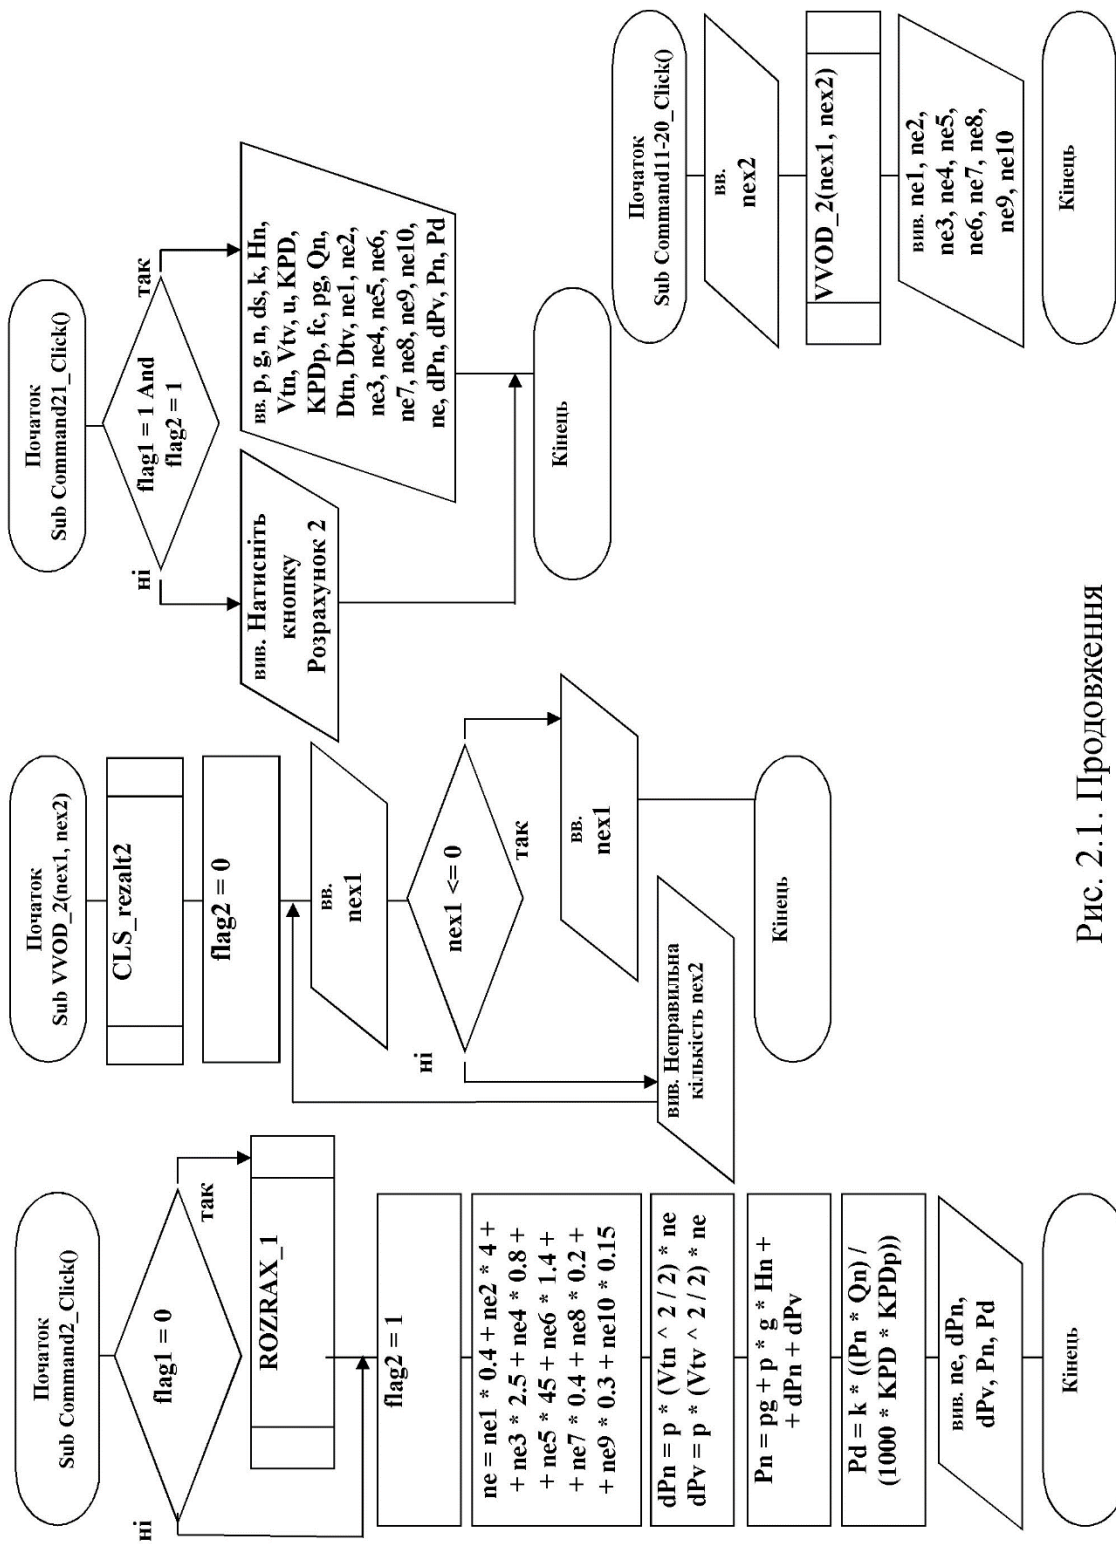 Початок
Sub Command2_Click()
flag1 = 0
ні
так
ROZRAX_1
flag2 = 1
ne = ne1 * 0.4 + ne2 * 4 +
+ ne3 * 2.5 + ne4 * 0.8 +
+ ne5 * 45 + ne6 * 1.4 +
+ ne7 * 0.4 + ne8 * 0.2 +
+ ne9 * 0.3 + ne10 * 0.15
dPn = p * (Vtn ^ 2 / 2) * ne
dPv = p * (Vtv ^ 2 / 2) * ne
Pn = pg + p * g * Hn +
+ dPn + dPv
Pd = k * ((Pn * Qn) /
(1000 * KPD * KPDp))
вив. ne, dPn,
dPv, Pn, Pd
Кінець
Початок
Sub VVOD_2(nex1, nex2)
CLS_rezalt2
flag2 = 0
вв.
nex1
nex1 <= 0
ні
так
вив. Неправильна
кількість nex2
вв.
nex1
Кінець
Початок
Sub Command21_Click()
flag1 = 1 And
flag2 = 1
ні
так
вив. Натисніть
кнопку
Розрахунок 2
вв. p, g, n, ds, k, Hn,
Vtn, Vtv, u, KPD,
KPDp, fc, pg, Qn,
Dtn, Dtv, ne1, ne2,
ne3, ne4, ne5, ne6,
ne7, ne8, ne9, ne10,
ne, dPn, dPv, Pn, Pd
Кінець
Початок
Sub Command11-20_Click()
вв.
nex2
VVOD_2(nex1, nex2)
вив. ne1, ne2,
ne3, ne4, ne5,
ne6, ne7, ne8,
ne9, ne10
Кінець
Рис. 2.1. Продовження